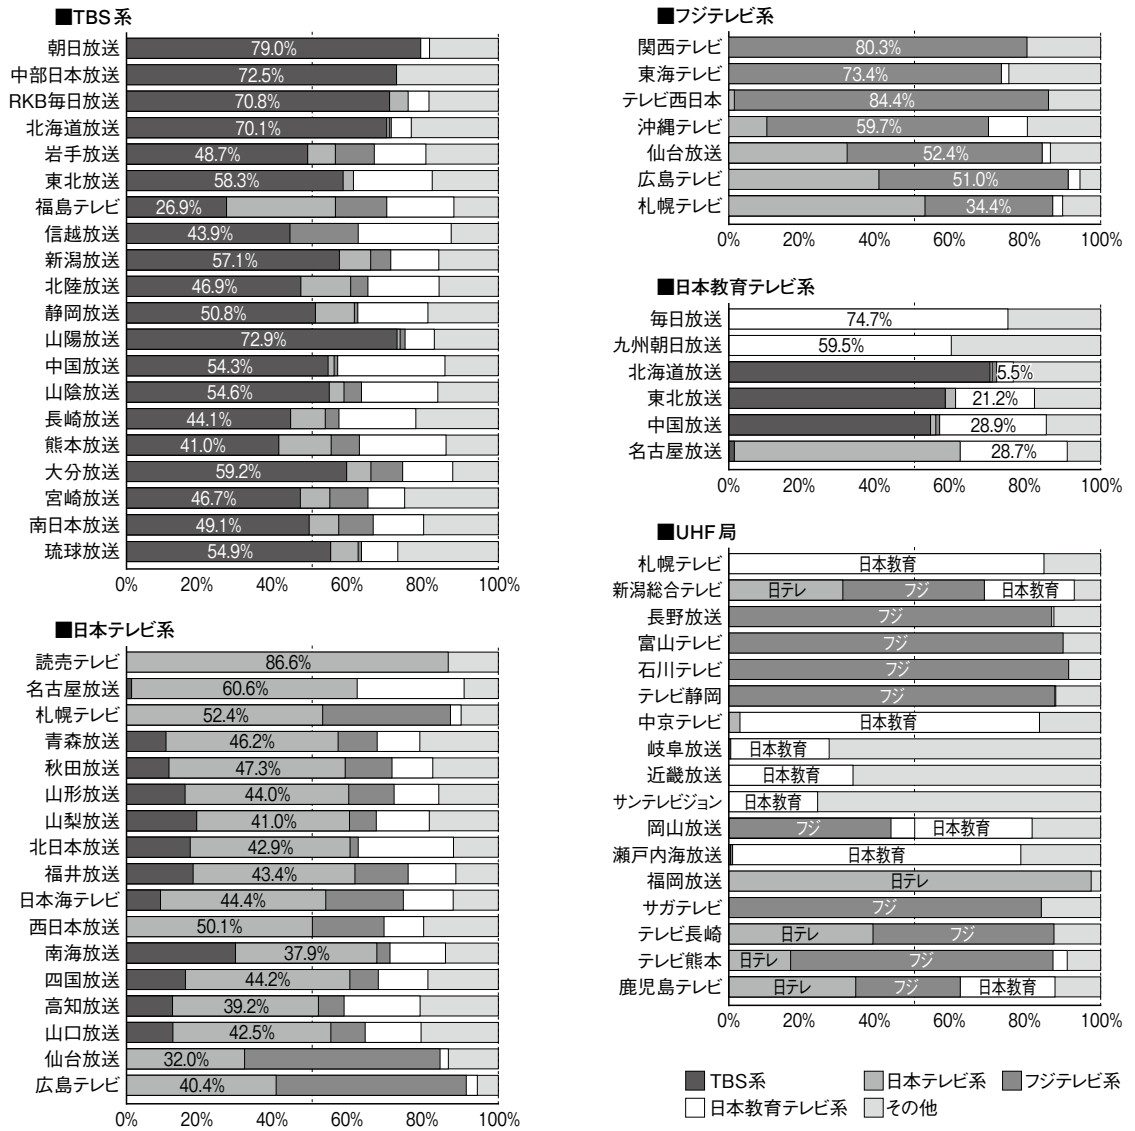 ■TBS系
朝日放送 79.0%
中部日本放送 72.5%
RKB毎日放送 70.8%
北海道放送 70.1%
岩手放送 48.7%
東北放送 58.3%
福島テレビ 26.9%
信越放送 43.9%
新潟放送 57.1%
北陸放送 46.9%
静岡放送 50.8%
山陽放送 72.9%
中国放送 54.3%
山陰放送 54.6%
長崎放送 44.1%
熊本放送 41.0%
大分放送 59.2%
宮崎放送 46.7%
南日本放送 49.1%
琉球放送 54.9%
0% 20% 40% 60% 80% 100%
■日本テレビ系
読売テレビ 86.6%
名古屋放送 60.6%
札幌テレビ 52.4%
青森放送 46.2%
秋田放送 47.3%
山形放送 44.0%
山梨放送 41.0%
北日本放送 42.9%
福井放送 43.4%
日本海テレビ 44.4%
西日本放送 50.1%
南海放送 37.9%
四国放送 44.2%
高知放送 39.2%
山口放送 42.5%
仙台放送 32.0%
広島テレビ 40.4%
0% 20% 40% 60% 80% 100%
■フジテレビ系
関西テレビ 80.3%
東海テレビ 73.4%
テレビ西日本 84.4%
沖縄テレビ 59.7%
仙台放送 52.4%
広島テレビ 51.0%
札幌テレビ 34.4%
0% 20% 40% 60% 80% 100%
■日本教育テレビ系
毎日放送 74.7%
九州朝日放送 59.5%
北海道放送 5.5%
東北放送 21.2%
中国放送 28.9%
名古屋放送 28.7%
0% 20% 40% 60% 80% 100%
■UHF局
札幌テレビ 日本教育
新潟総合テレビ 日テレ フジ 日本教育
長野放送 フジ
富山テレビ フジ
石川テレビ フジ
テレビ静岡 フジ
中京テレビ 日本教育
岐阜放送 日本教育
近畿放送 日本教育
サンテレビジョン 日本教育
岡山放送 フジ 日本教育
瀬戸内海放送 日本教育
福岡放送 日テレ
サガテレビ フジ
テレビ長崎 日テレ フジ
テレビ熊本 日テレ フジ
鹿児島テレビ 日テレ フジ 日本教育
0% 20% 40% 60% 80% 100%
TBS系 日本テレビ系 フジテレビ系
日本教育テレビ系 その他